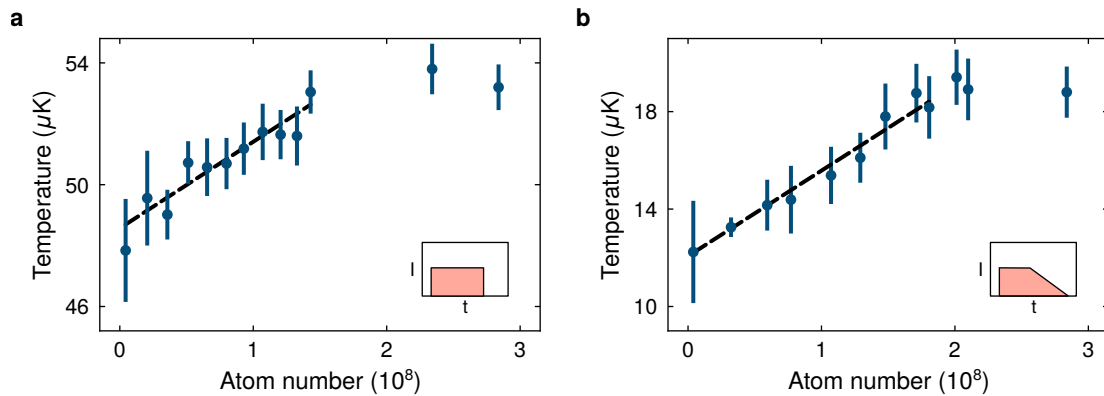 a
54
50
46
Temperature (µK)
0
1
2
3
Atom number (10⁸)
I
t
b
18
14
10
Temperature (µK)
0
1
2
3
Atom number (10⁸)
I
t